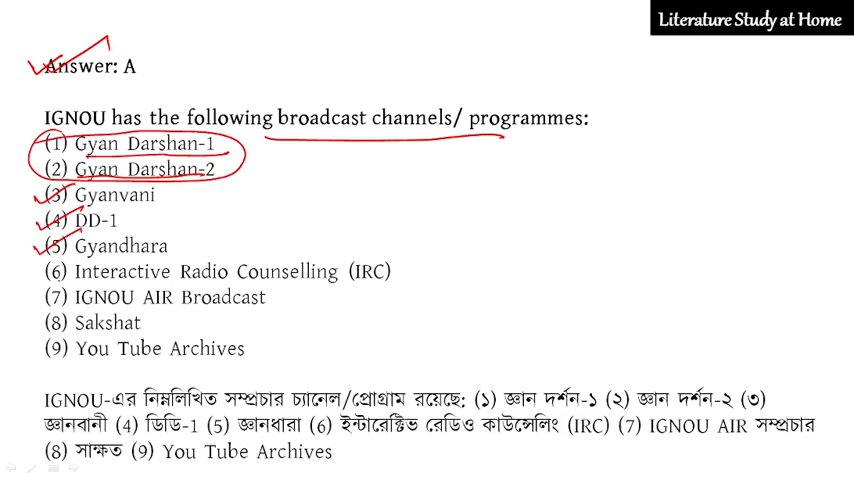 Literature Study at Home
Answer: A
IGNOU has the following broadcast channels/ programmes:
(1) Gyan Darshan-1
(2) Gyan Darshan-2
(3) Gyanvani
(4) DD-1
(5) Gyandhara
(6) Interactive Radio Counselling (IRC)
(7) IGNOU AIR Broadcast
(8) Sakshat
(9) You Tube Archives
IGNOU-এর নিম্নলিখিত সম্প্রচার চ্যানেল/প্রোগ্রাম রয়েছে: (১) জ্ঞান দর্শন-১ (২) জ্ঞান দর্শন-২ (৩)
জ্ঞানবানী (4) ডিডি-1 (5) জ্ঞানধারা (6) ইন্টারেক্টিভ রেডিও কাউন্সেলিং (IRC) (7) IGNOU AIR সম্প্রচার
(8) সাক্ষত (9) You Tube Archives